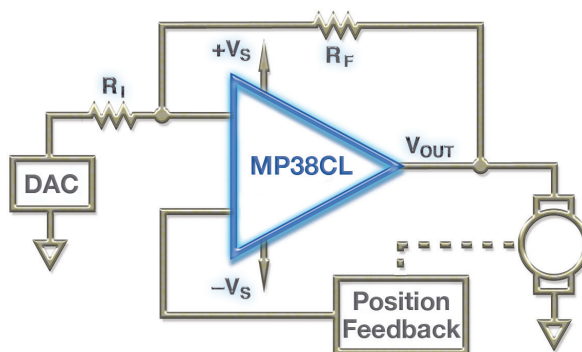 +VS
RF
RI
MP38CL
VOUT
DAC
−VS
Position
Feedback